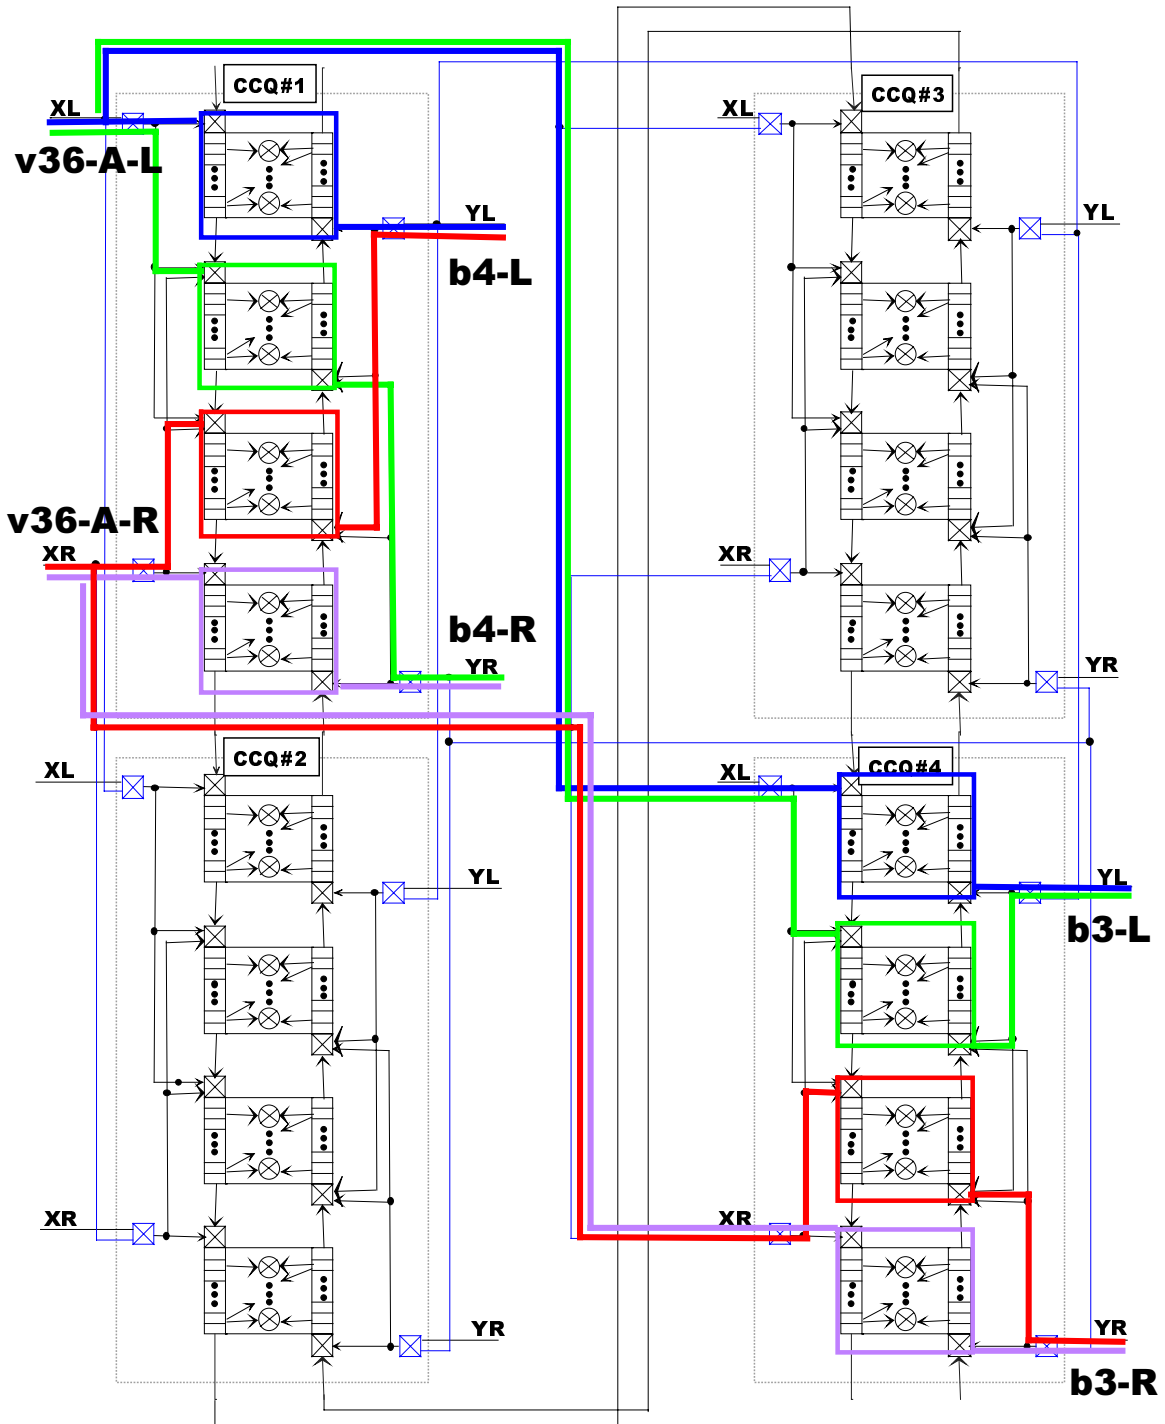 CCQ#1
CCQ#3
XL
XL
v36-A-L
YL
YL
b4-L
v36-A-R
XR
XR
b4-R
YR
YR
CCQ#2
CCQ#4
XL
XL
YL
YL
b3-L
XR
XR
YR
YR
b3-R